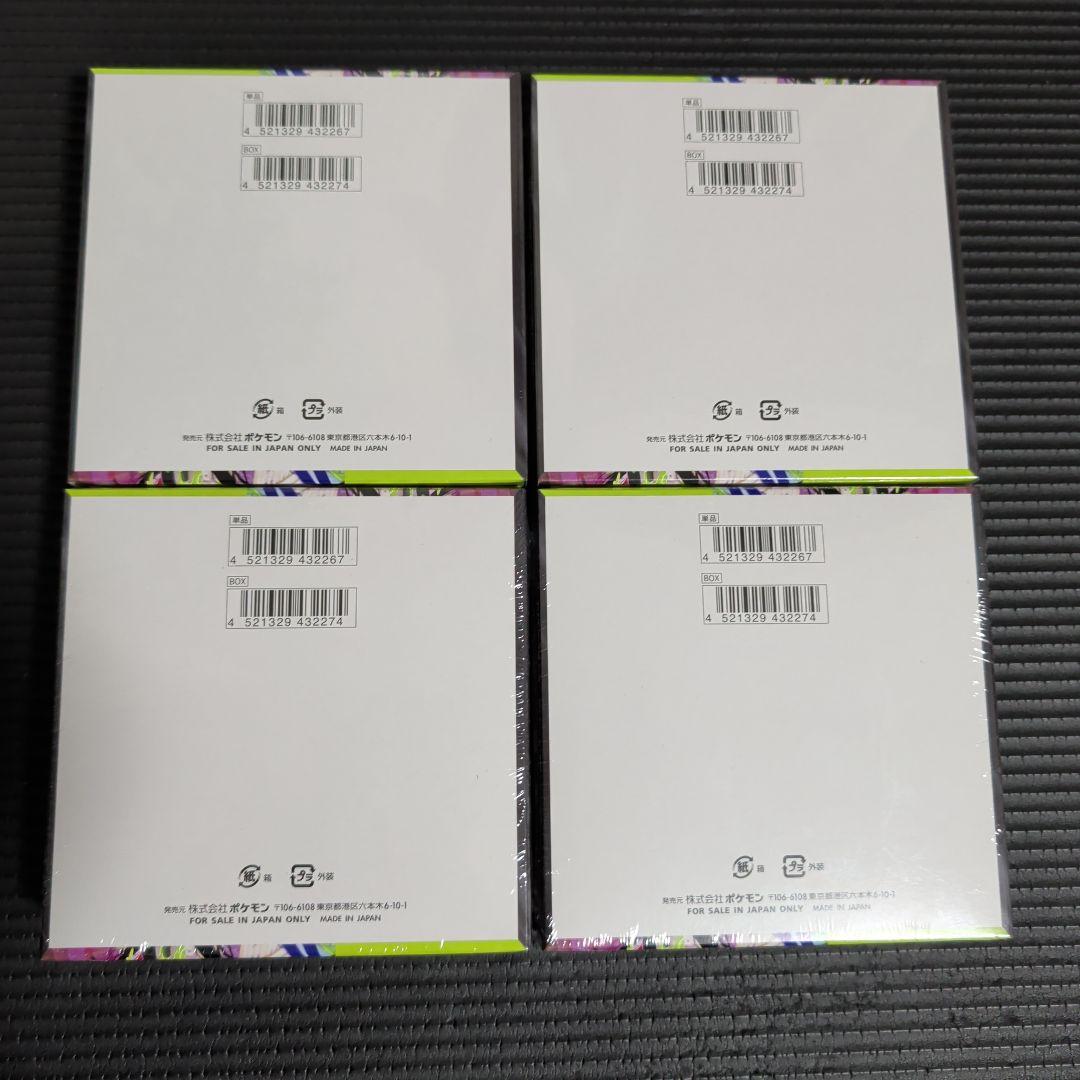 単品
4 521329 432267
BOX
4 521329 432274
紙 箱 プラ 外装
発売元 株式会社 ポケモン 〒106-6108 東京都港区六本木6-10-1
FOR SALE IN JAPAN ONLY MADE IN JAPAN
単品
4 521329 432267
BOX
4 521329 432274
紙 箱 プラ 外装
発売元 株式会社 ポケモン 〒106-6108 東京都港区六本木6-10-1
FOR SALE IN JAPAN ONLY MADE IN JAPAN
単品
4 521329 432267
BOX
4 521329 432274
紙 箱 プラ 外装
発売元 株式会社 ポケモン 〒106-6108 東京都港区六本木6-10-1
FOR SALE IN JAPAN ONLY MADE IN JAPAN
単品
4 521329 432267
BOX
4 521329 432274
紙 箱 プラ 外装
発売元 株式会社 ポケモン 〒106-6108 東京都港区六本木6-10-1
FOR SALE IN JAPAN ONLY MADE IN JAPAN